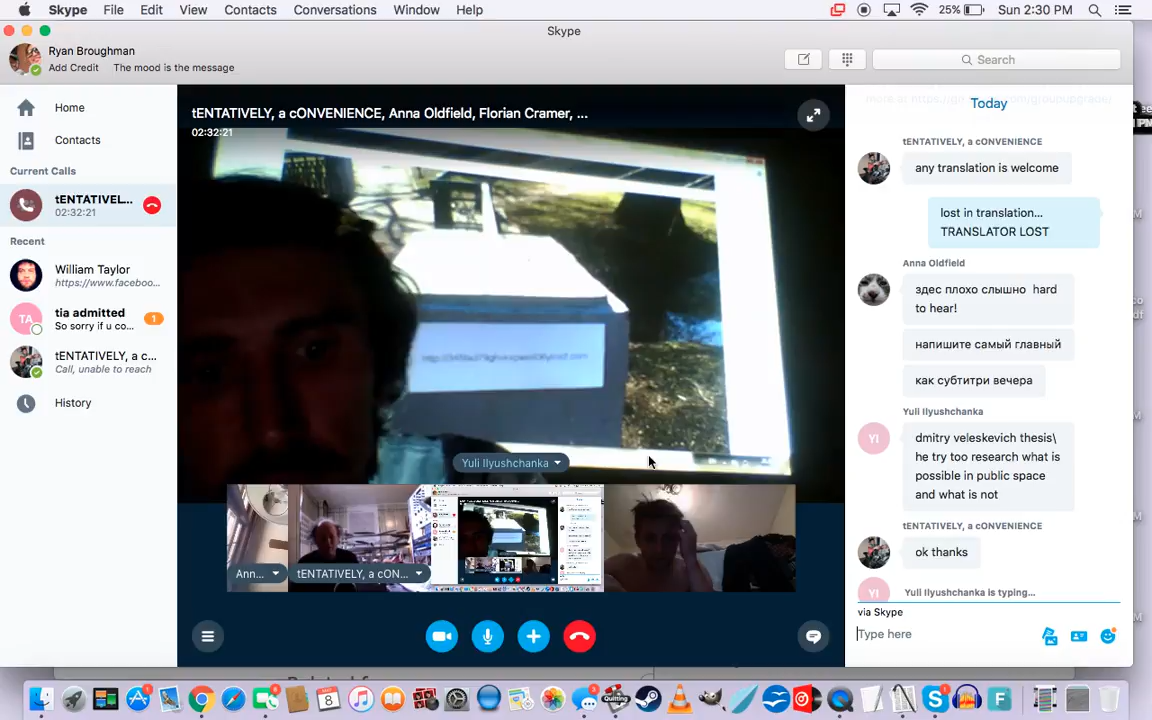 Skype File Edit View Contacts Conversations Window Help
25% Sun 2:30 PM
Skype
Ryan Broughman
Add Credit The mood is the message
Search
Home
Contacts
Current Calls
tENTATIVEL...
02:32:21
Recent
William Taylor
https://www.faceboo...
TA
tia admitted
So sorry if u co...
1
tENTATIVELY, a c...
Call, unable to reach
History
tENTATIVELY, a cONVENIENCE, Anna Oldfield, Florian Cramer, ...
02:32:21
Yuli Ilyushchanka
Ann...
tENTATIVELY, a cON...
Today
tENTATIVELY, a cONVENIENCE
any translation is welcome
lost in translation...
TRANSLATOR LOST
Anna Oldfield
здес плохо слышно hard
to hear!
напишите самый главный
как субтитри вечера
Yuli Ilyushchanka
YI
dmitry veleskevich thesis\
he try too research what is
possible in public space
and what is not
tENTATIVELY, a cONVENIENCE
ok thanks
YI
Yuli Ilyushchanka is typing...
via Skype
Type here